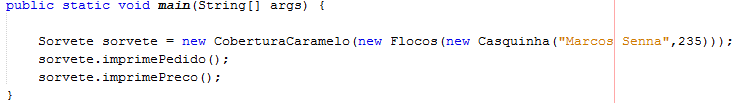 public static void main(String[] args) {
Sorvete sorvete = new CoberturaCaramelo(new Flocos(new Casquinha("Marcos Senna",235)));
sorvete.imprimePedido();
sorvete.imprimePreco();
}